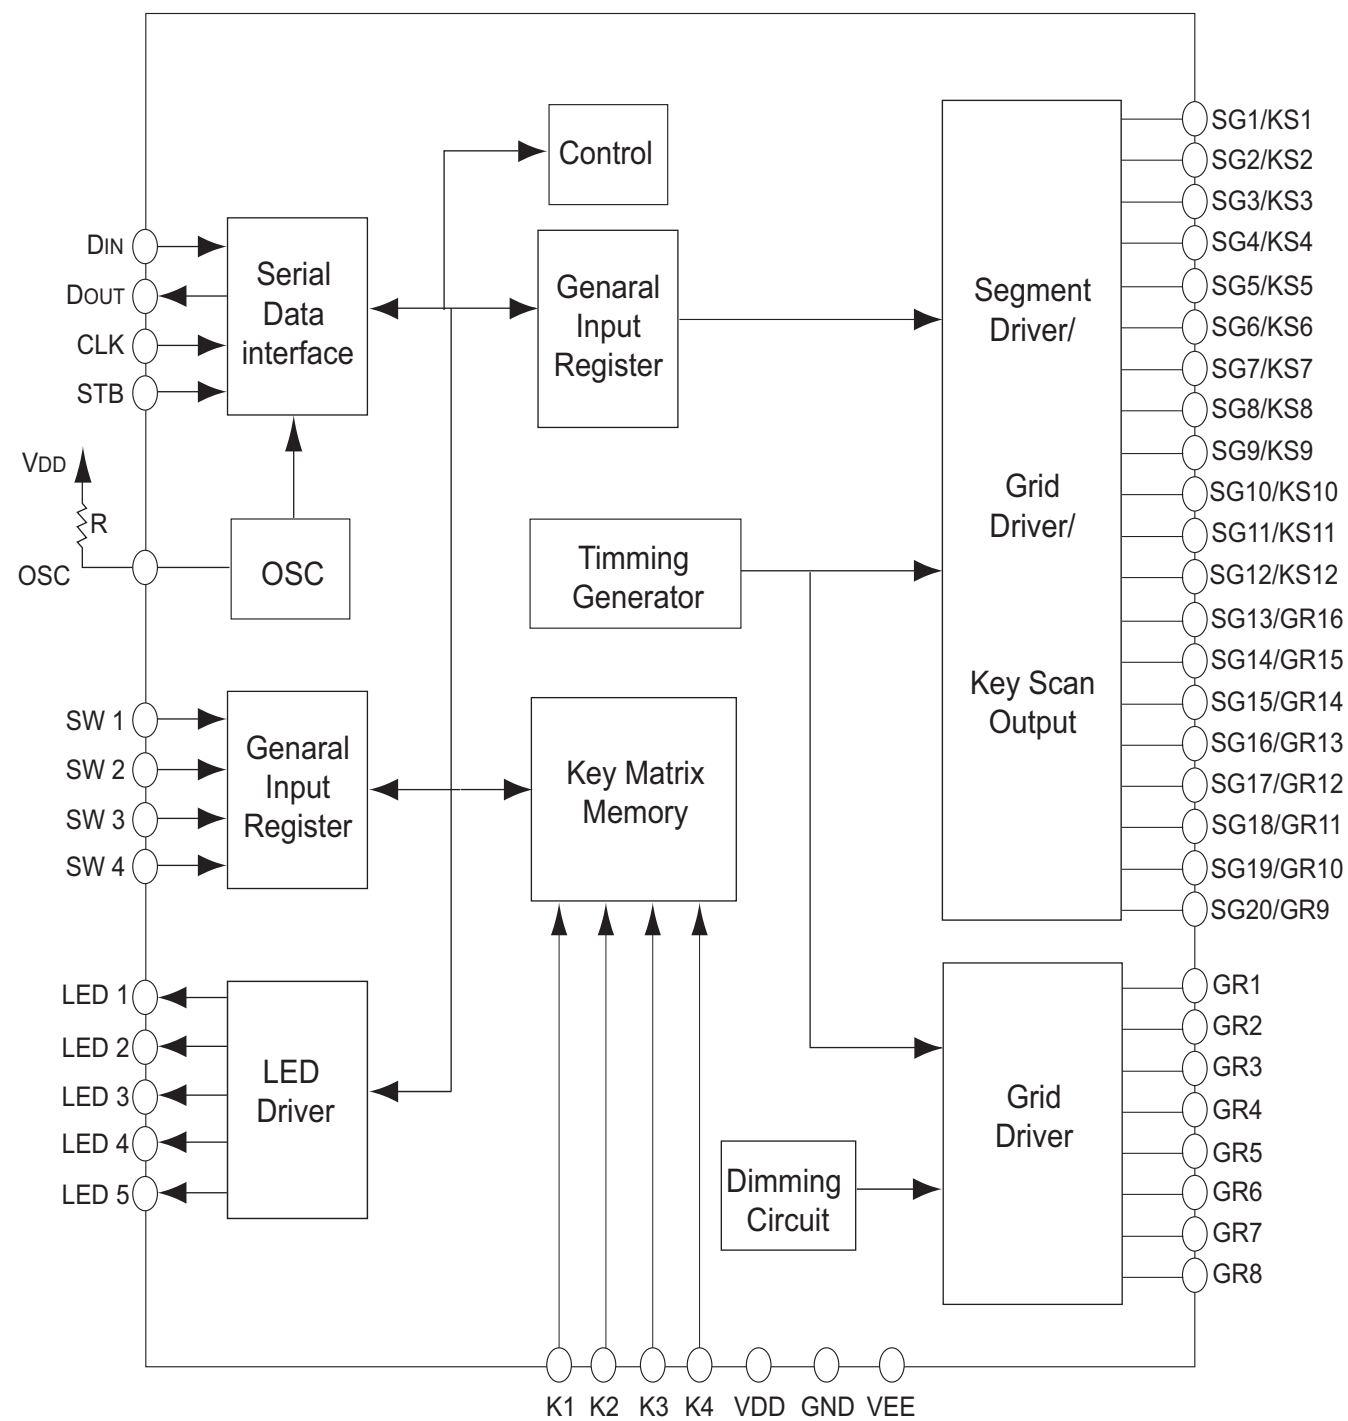 Control
DIN
DOUT
CLK
STB
Serial
Data
interface
Genaral
Input
Register
VDD
R
OSC
OSC
Timming
Generator
SW 1
SW 2
SW 3
SW 4
Genaral
Input
Register
Key Matrix
Memory
LED 1
LED 2
LED 3
LED 4
LED 5
LED
Driver
Dimming
Circuit
Segment
Driver/
Grid
Driver/
Key Scan
Output
Grid
Driver
SG1/KS1
SG2/KS2
SG3/KS3
SG4/KS4
SG5/KS5
SG6/KS6
SG7/KS7
SG8/KS8
SG9/KS9
SG10/KS10
SG11/KS11
SG12/KS12
SG13/GR16
SG14/GR15
SG15/GR14
SG16/GR13
SG17/GR12
SG18/GR11
SG19/GR10
SG20/GR9
GR1
GR2
GR3
GR4
GR5
GR6
GR7
GR8
K1 K2 K3 K4 VDD GND VEE